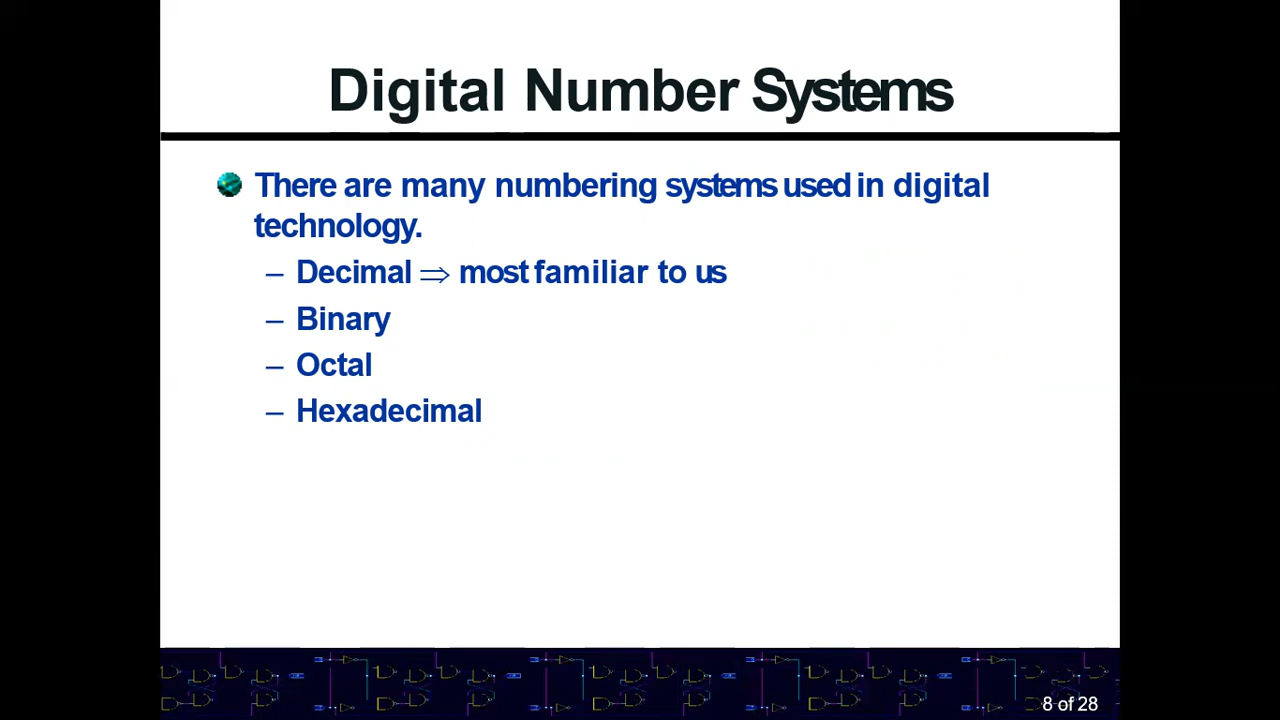 Digital Number Systems
There are many numbering systems used in digital
technology.
– Decimal ⇒ most familiar to us
– Binary
– Octal
– Hexadecimal
8 of 28